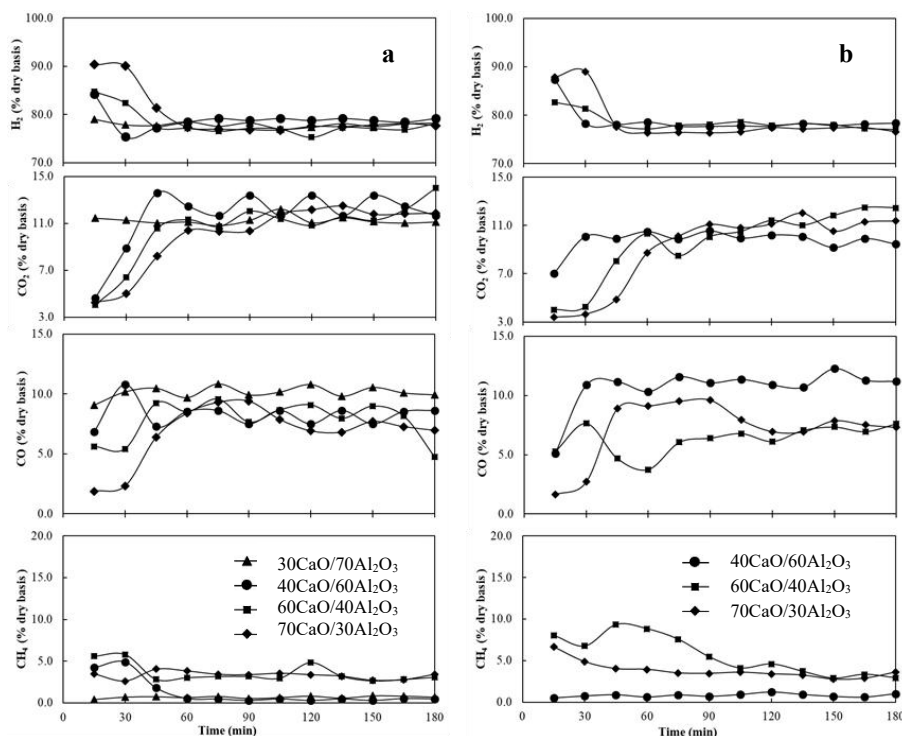 a
100.0
90.0
80.0
70.0
H₂ (% dry basis )
15.0
11.0
7.0
3.0
CO₂ (% dry basis )
15.0
10.0
5.0
0.0
CO (% dry basis )
20.0
15.0
10.0
5.0
0.0
CH₄ (% dry basis )
30CaO/70Al₂O₃
40CaO/60Al₂O₃
60CaO/40Al₂O₃
70CaO/30Al₂O₃
0 30 60 90 120 150 180
Time (min)
b
100.0
90.0
80.0
70.0
H₂ (% dry basis )
15.0
11.0
7.0
3.0
CO₂ (% dry basis )
15.0
10.0
5.0
0.0
CO (% dry basis )
20.0
15.0
10.0
5.0
0.0
CH₄ (% dry basis )
40CaO/60Al₂O₃
60CaO/40Al₂O₃
70CaO/30Al₂O₃
0 30 60 90 120 150 180
Time (min)